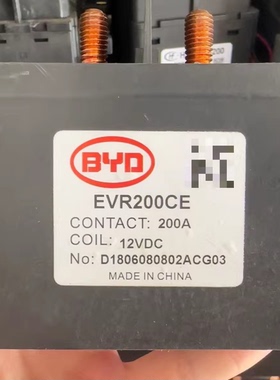 BYD
EVR200CE
CONTACT: 200A
COIL: 12VDC
No: D1806080802ACG03
MADE IN CHINA